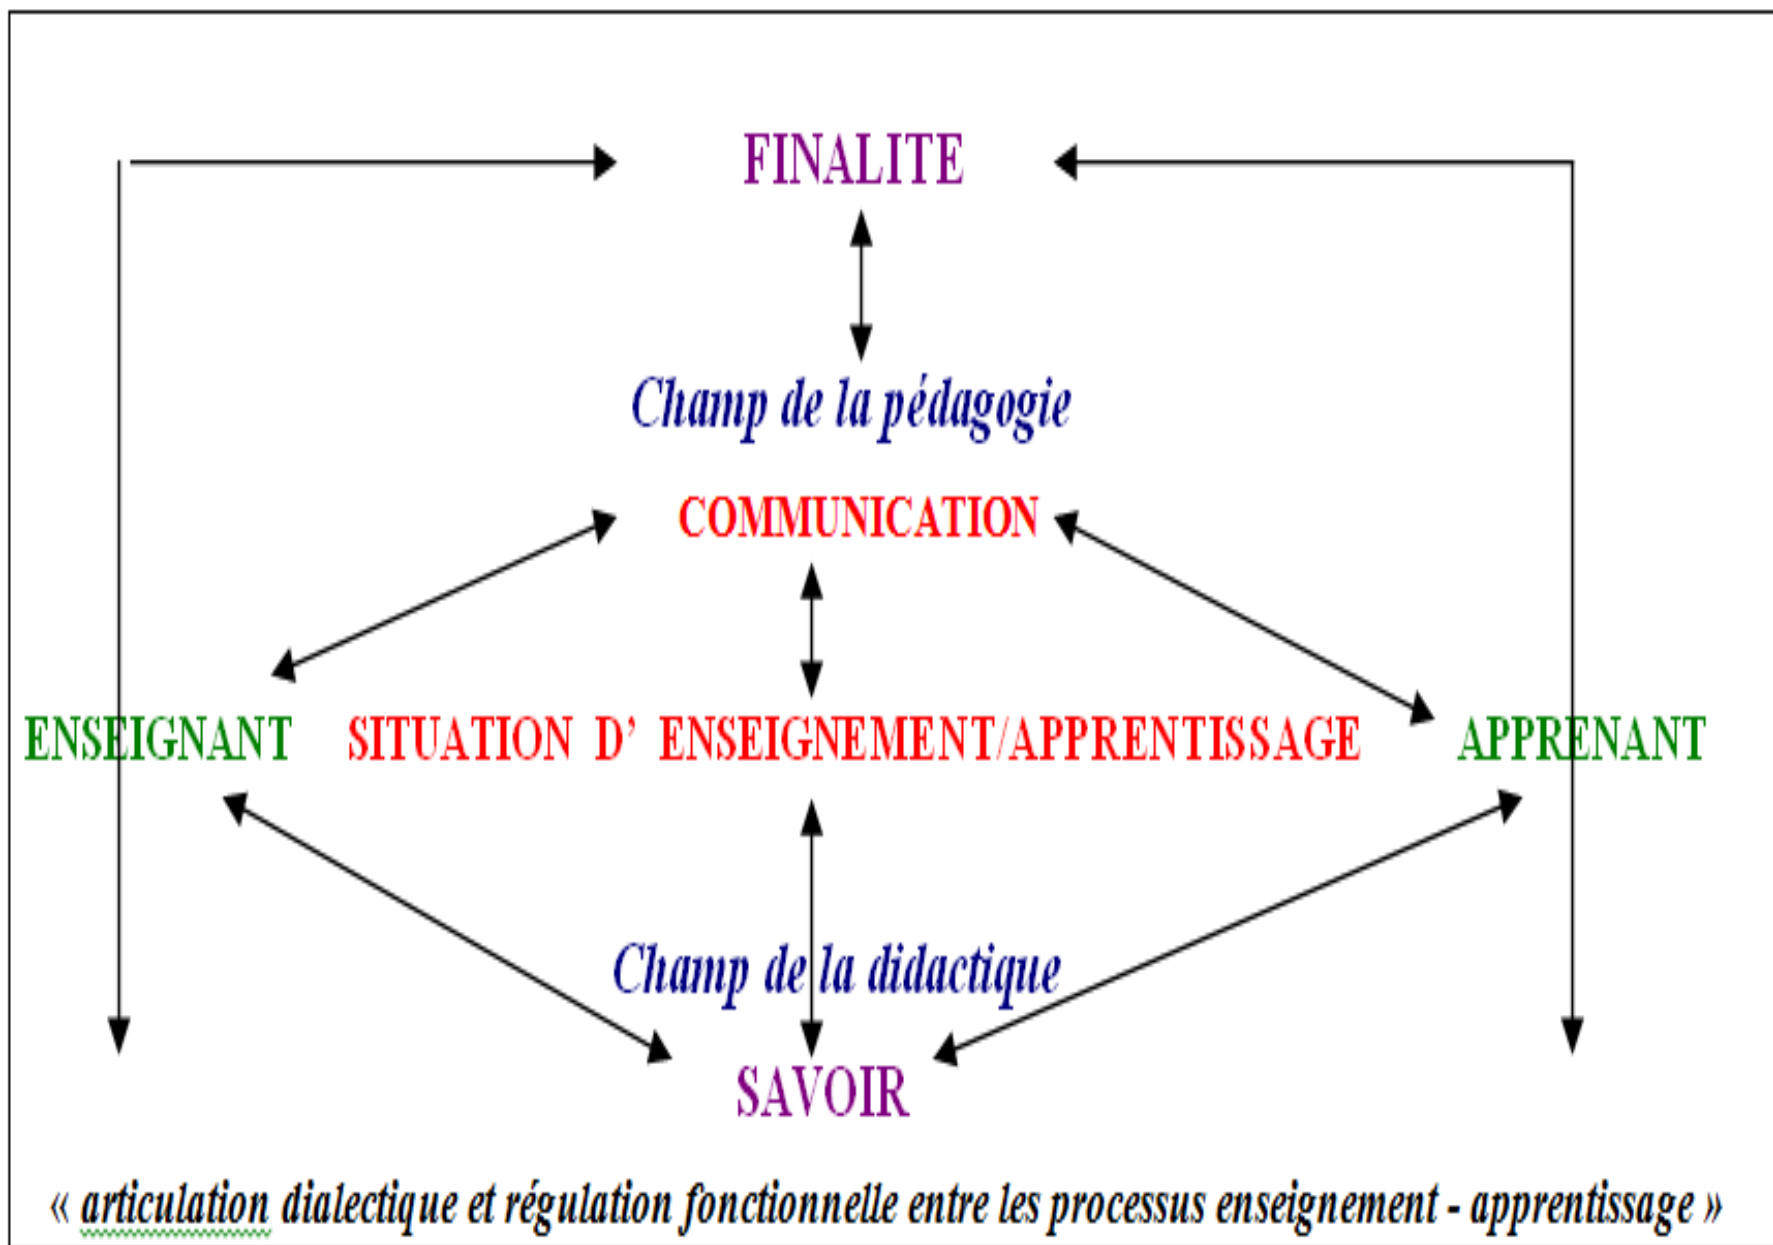 FINALITE
Champ de la pédagogie
COMMUNICATION
ENSEIGNANT SITUATION D’ ENSEIGNEMENT/APPRENTISSAGE APPRENANT
Champ de la didactique
SAVOIR
« articulation dialectique et régulation fonctionnelle entre les processus enseignement - apprentissage »